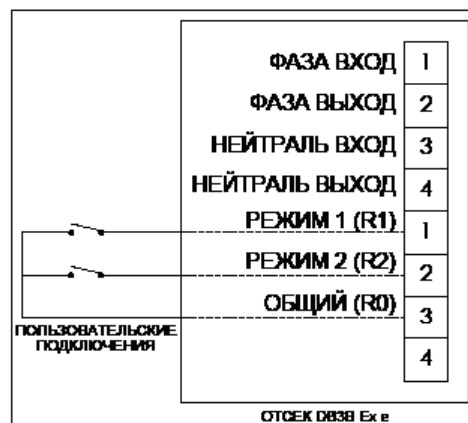 ФАЗА ВХОД 1
ФАЗА ВЫХОД 2
НЕЙТРАЛЬ ВХОД 3
НЕЙТРАЛЬ ВЫХОД 4
РЕЖИМ 1 (R1) 1
РЕЖИМ 2 (R2) 2
ОБЩИЙ (R0) 3
4
ПОЛЬЗОВАТЕЛЬСКИЕ
ПОДКЛЮЧЕНИЯ
ОТСЕК DB3B Ex e